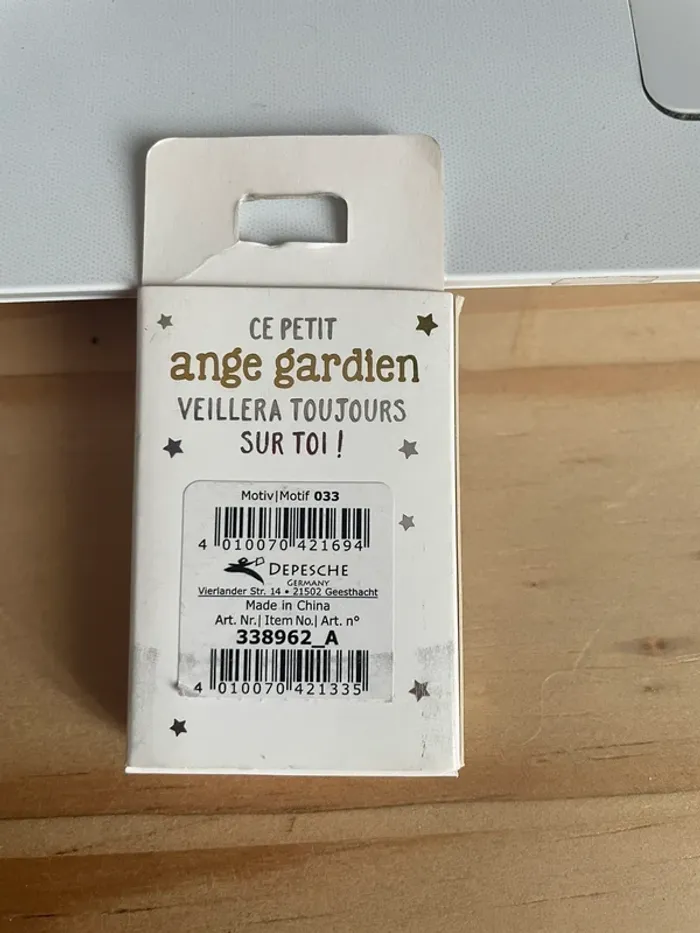 CE PETIT
ange gardien
VEILLERA TOUJOURS
SUR TOI !
Motiv|Motif 033
4 010070 421694
DEPESCHE
GERMANY
Vierlander Str. 14 • 21502 Geesthacht
Made in China
Art. Nr.| Item No.| Art. n°
338962_A
4 010070 421335